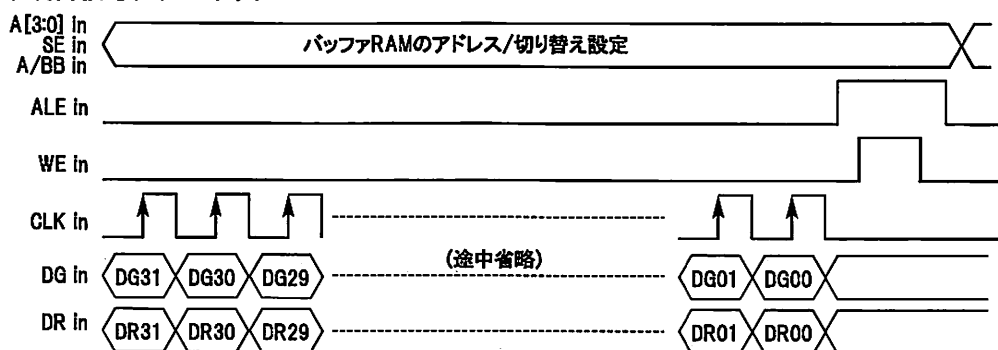 A[3:0] in
SE in
A/BB in
バッファRAMのアドレス/切り替え設定
ALE in
WE in
CLK in
(途中省略)
DG in DG31 DG30 DG29 DG01 DG00
DR in DR31 DR30 DR29 DR01 DR00